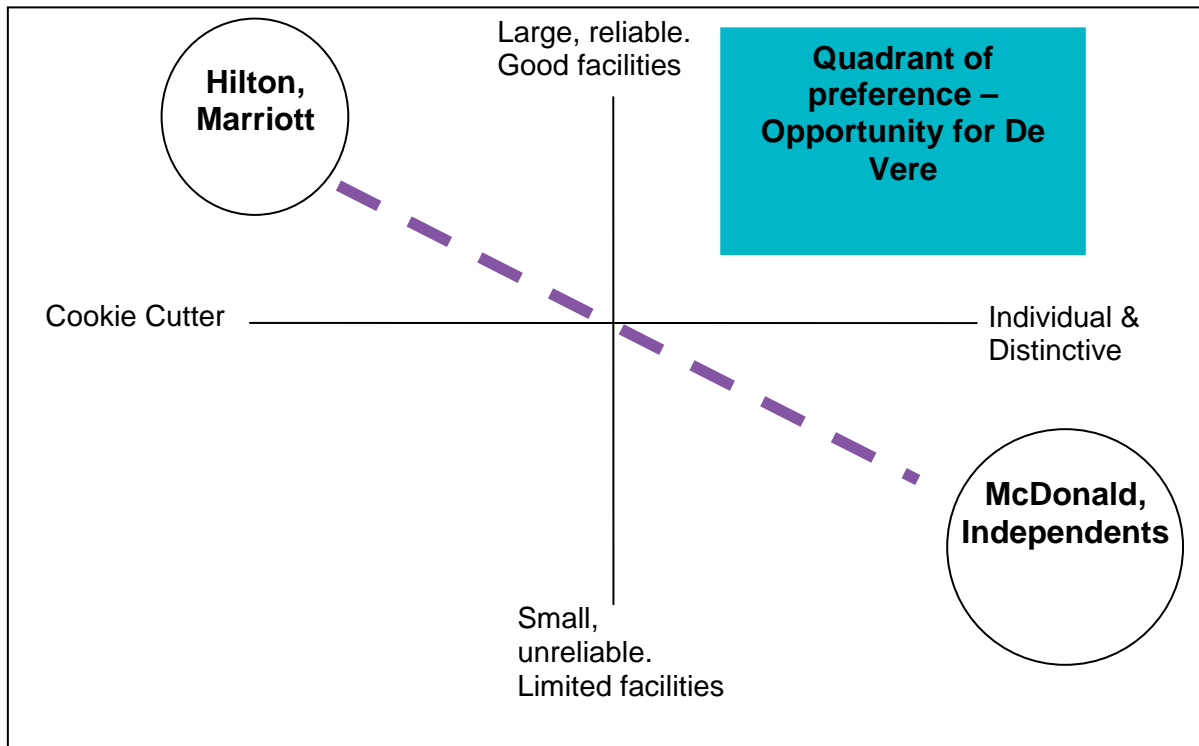 Large, reliable.
Good facilities
Hilton,
Marriott
Quadrant of
preference –
Opportunity for De
Vere
Cookie Cutter
Individual &
Distinctive
McDonald,
Independents
Small,
unreliable.
Limited facilities